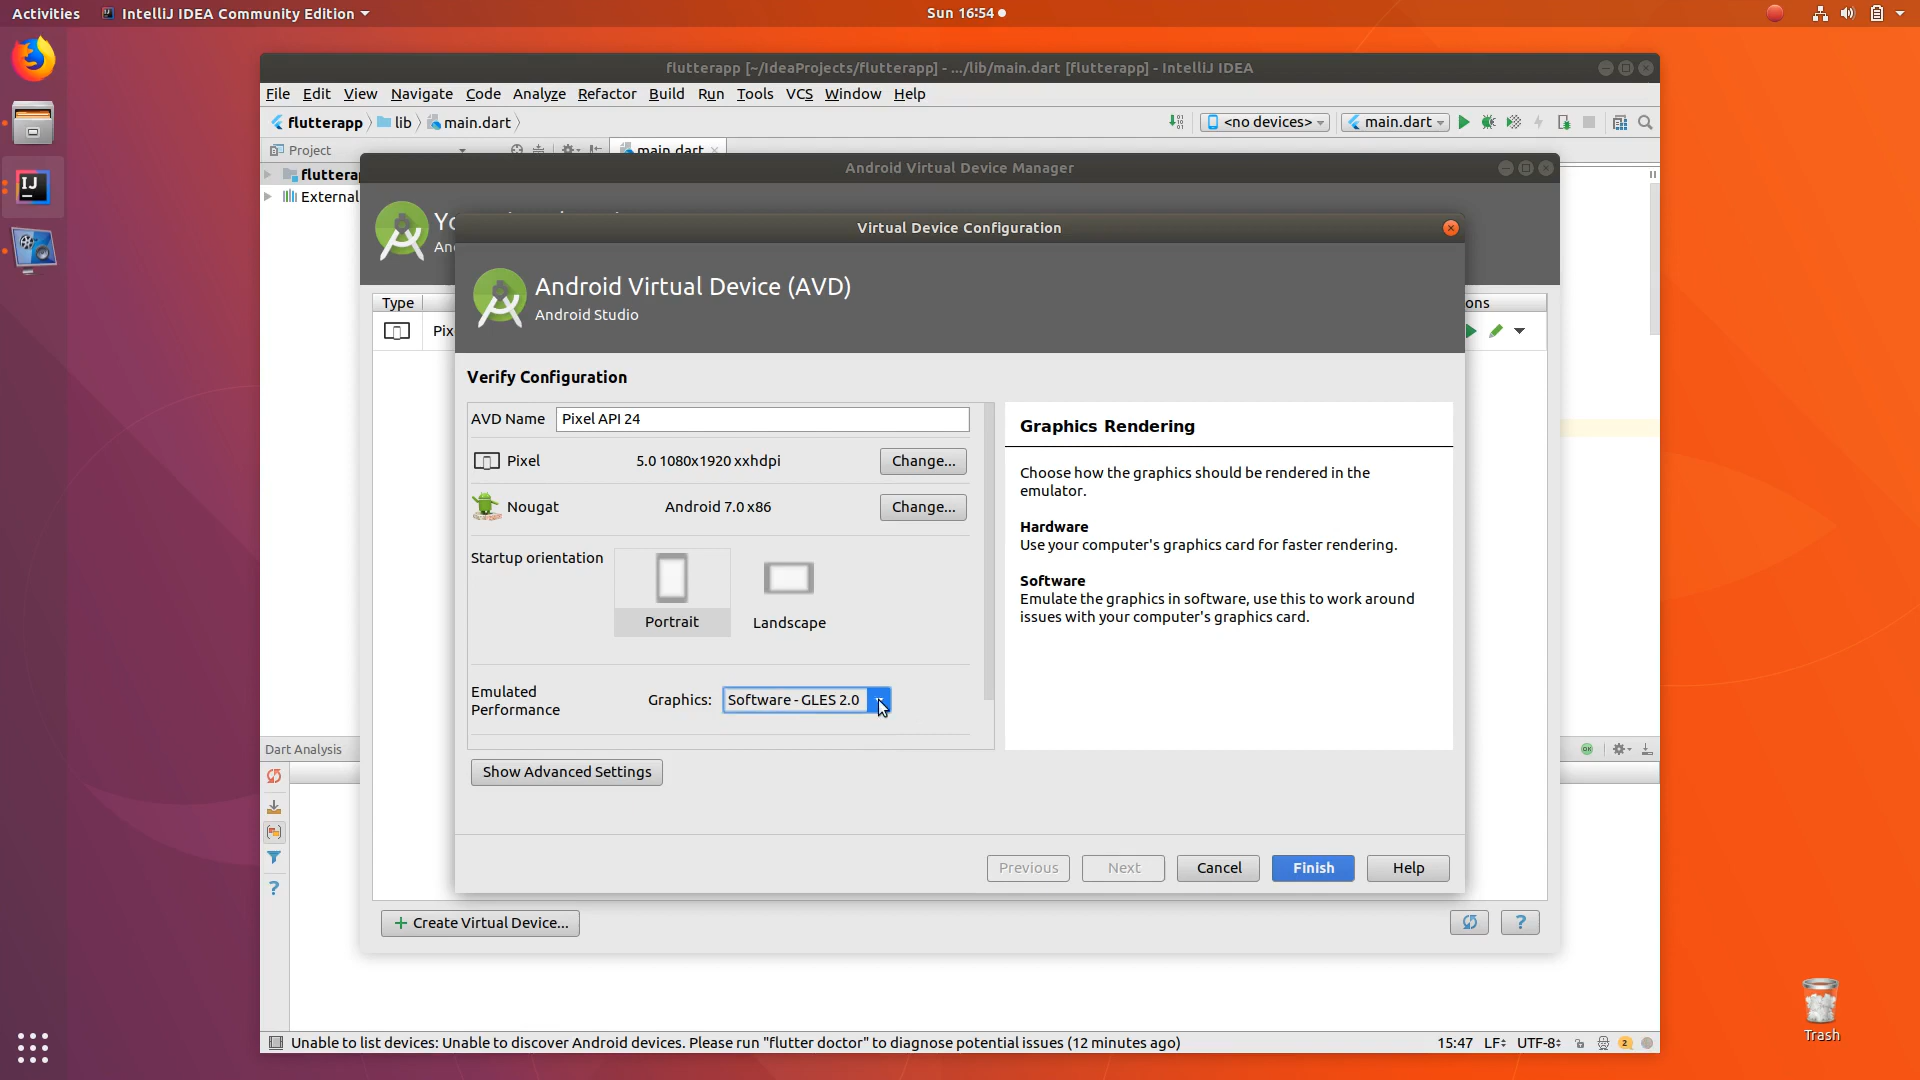 Activities
IntelliJ IDEA Community Edition
Sun 16:54
flutterapp [~/IdeaProjects/flutterapp] - .../lib/main.dart [flutterapp] - IntelliJ IDEA
File Edit View Navigate Code Analyze Refactor Build Run Tools VCS Window Help
flutterapp lib main.dart
<no devices> main.dart
Project
main.dart
flutterap
External
Android Virtual Device Manager
Virtual Device Configuration
Android Virtual Device (AVD)
Android Studio
Type
ons
Pix
Verify Configuration
AVD Name Pixel API 24
Pixel 5.0 1080x1920 xxhdpi Change...
Nougat Android 7.0 x86 Change...
Startup orientation
Portrait
Landscape
Emulated
Performance
Graphics: Software - GLES 2.0
Show Advanced Settings
Graphics Rendering
Choose how the graphics should be rendered in the
emulator.
Hardware
Use your computer's graphics card for faster rendering.
Software
Emulate the graphics in software, use this to work around
issues with your computer's graphics card.
Previous Next Cancel Finish Help
Dart Analysis
OK
+ Create Virtual Device...
?
Unable to list devices: Unable to discover Android devices. Please run "flutter doctor" to diagnose potential issues (12 minutes ago)
15:47 LF UTF-8 2
Trash